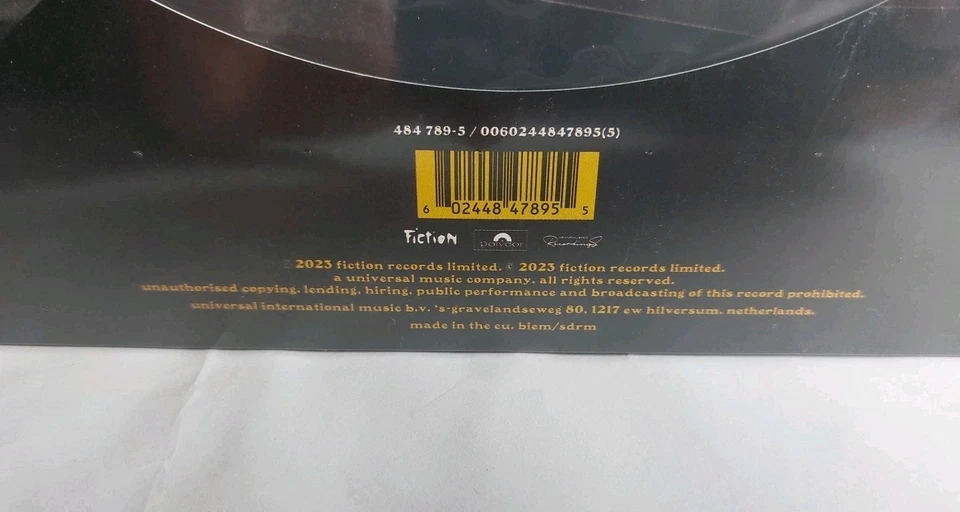 484 789-5 / 0060244847895(5)
6 02448 47895 5
Fiction polydor Recordings
2023 fiction records limited. © 2023 fiction records limited.
a universal music company. all rights reserved.
unauthorised copying, lending, hiring, public performance and broadcasting of this record prohibited.
universal international music b.v. 's-gravelandseweg 80, 1217 ew hilversum, netherlands.
made in the eu. biem/sdrm